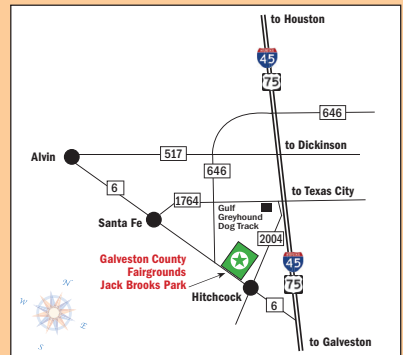 to Houston
45
75
646
517
to Dickinson
Alvin
646
6
1764
to Texas City
Santa Fe
Gulf
Greyhound
Dog Track
2004
Galveston County
Fairgrounds
Jack Brooks Park
45
75
Hitchcock
6
N
W
E
S
to Galveston